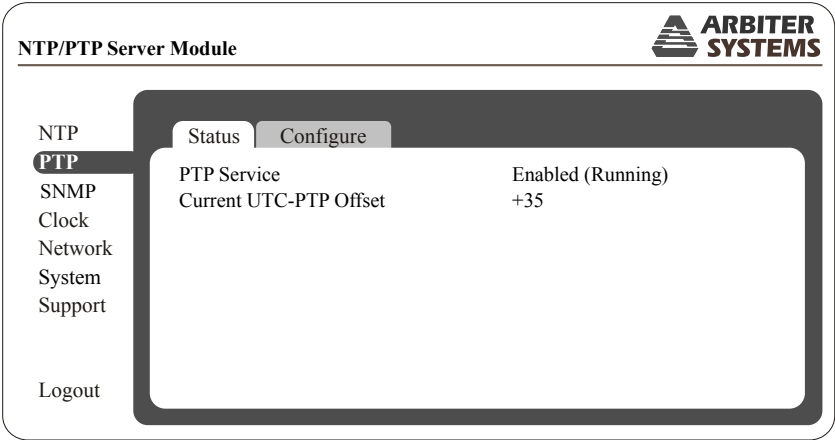 NTP/PTP Server Module
ARBITER
SYSTEMS
NTP
PTP
SNMP
Clock
Network
System
Support
Logout
Status Configure
PTP Service Enabled (Running)
Current UTC-PTP Offset +35